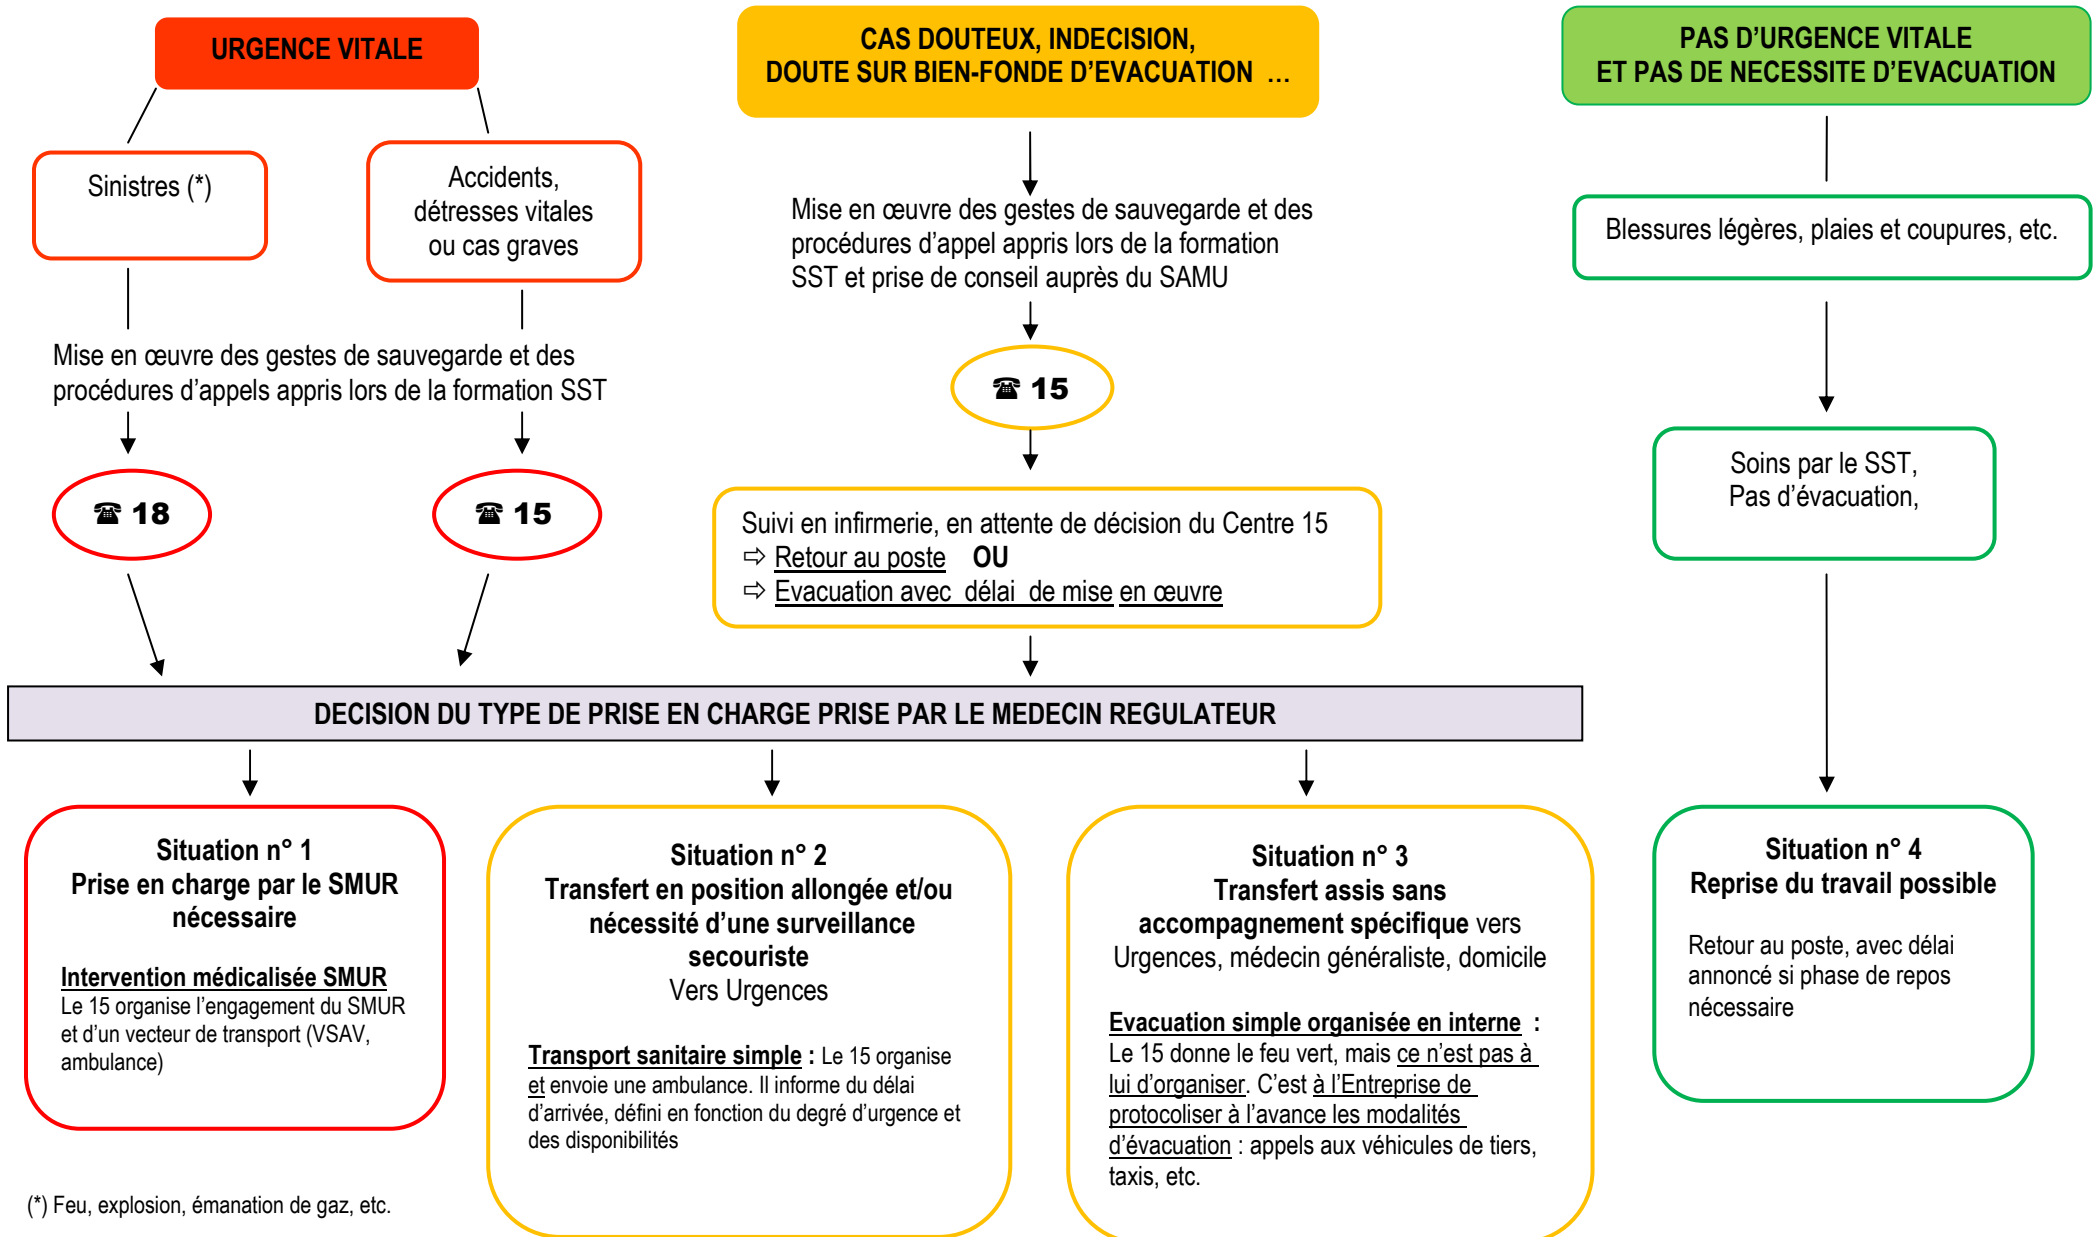 URGENCE VITALE
Sinistres (*)
Accidents,
détresses vitales
ou cas graves
Mise en œuvre des gestes de sauvegarde et des
procédures d’appels appris lors de la formation SST
☎ 18
☎ 15
CAS DOUTEUX, INDECISION,
DOUTE SUR BIEN-FONDE D’EVACUATION …
Mise en œuvre des gestes de sauvegarde et des
procédures d’appel appris lors de la formation
SST et prise de conseil auprès du SAMU
☎ 15
Suivi en infirmerie, en attente de décision du Centre 15
⇨ Retour au poste OU
⇨ Evacuation avec délai de mise en œuvre
PAS D’URGENCE VITALE
ET PAS DE NECESSITE D’EVACUATION
Blessures légères, plaies et coupures, etc.
Soins par le SST,
Pas d’évacuation,
DECISION DU TYPE DE PRISE EN CHARGE PRISE PAR LE MEDECIN REGULATEUR
Situation n° 1
Prise en charge par le SMUR
nécessaire
Intervention médicalisée SMUR
Le 15 organise l’engagement du SMUR
et d’un vecteur de transport (VSAV,
ambulance)
Situation n° 2
Transfert en position allongée et/ou
nécessité d’une surveillance
secouriste
Vers Urgences
Transport sanitaire simple : Le 15 organise
et envoie une ambulance. Il informe du délai
d’arrivée, défini en fonction du degré d’urgence et
des disponibilités
Situation n° 3
Transfert assis sans
accompagnement spécifique vers
Urgences, médecin généraliste, domicile
Evacuation simple organisée en interne :
Le 15 donne le feu vert, mais ce n’est pas à
lui d’organiser. C’est à l’Entreprise de
protocoliser à l’avance les modalités
d’évacuation : appels aux véhicules de tiers,
taxis, etc.
Situation n° 4
Reprise du travail possible
Retour au poste, avec délai
annoncé si phase de repos
nécessaire
(*) Feu, explosion, émanation de gaz, etc.